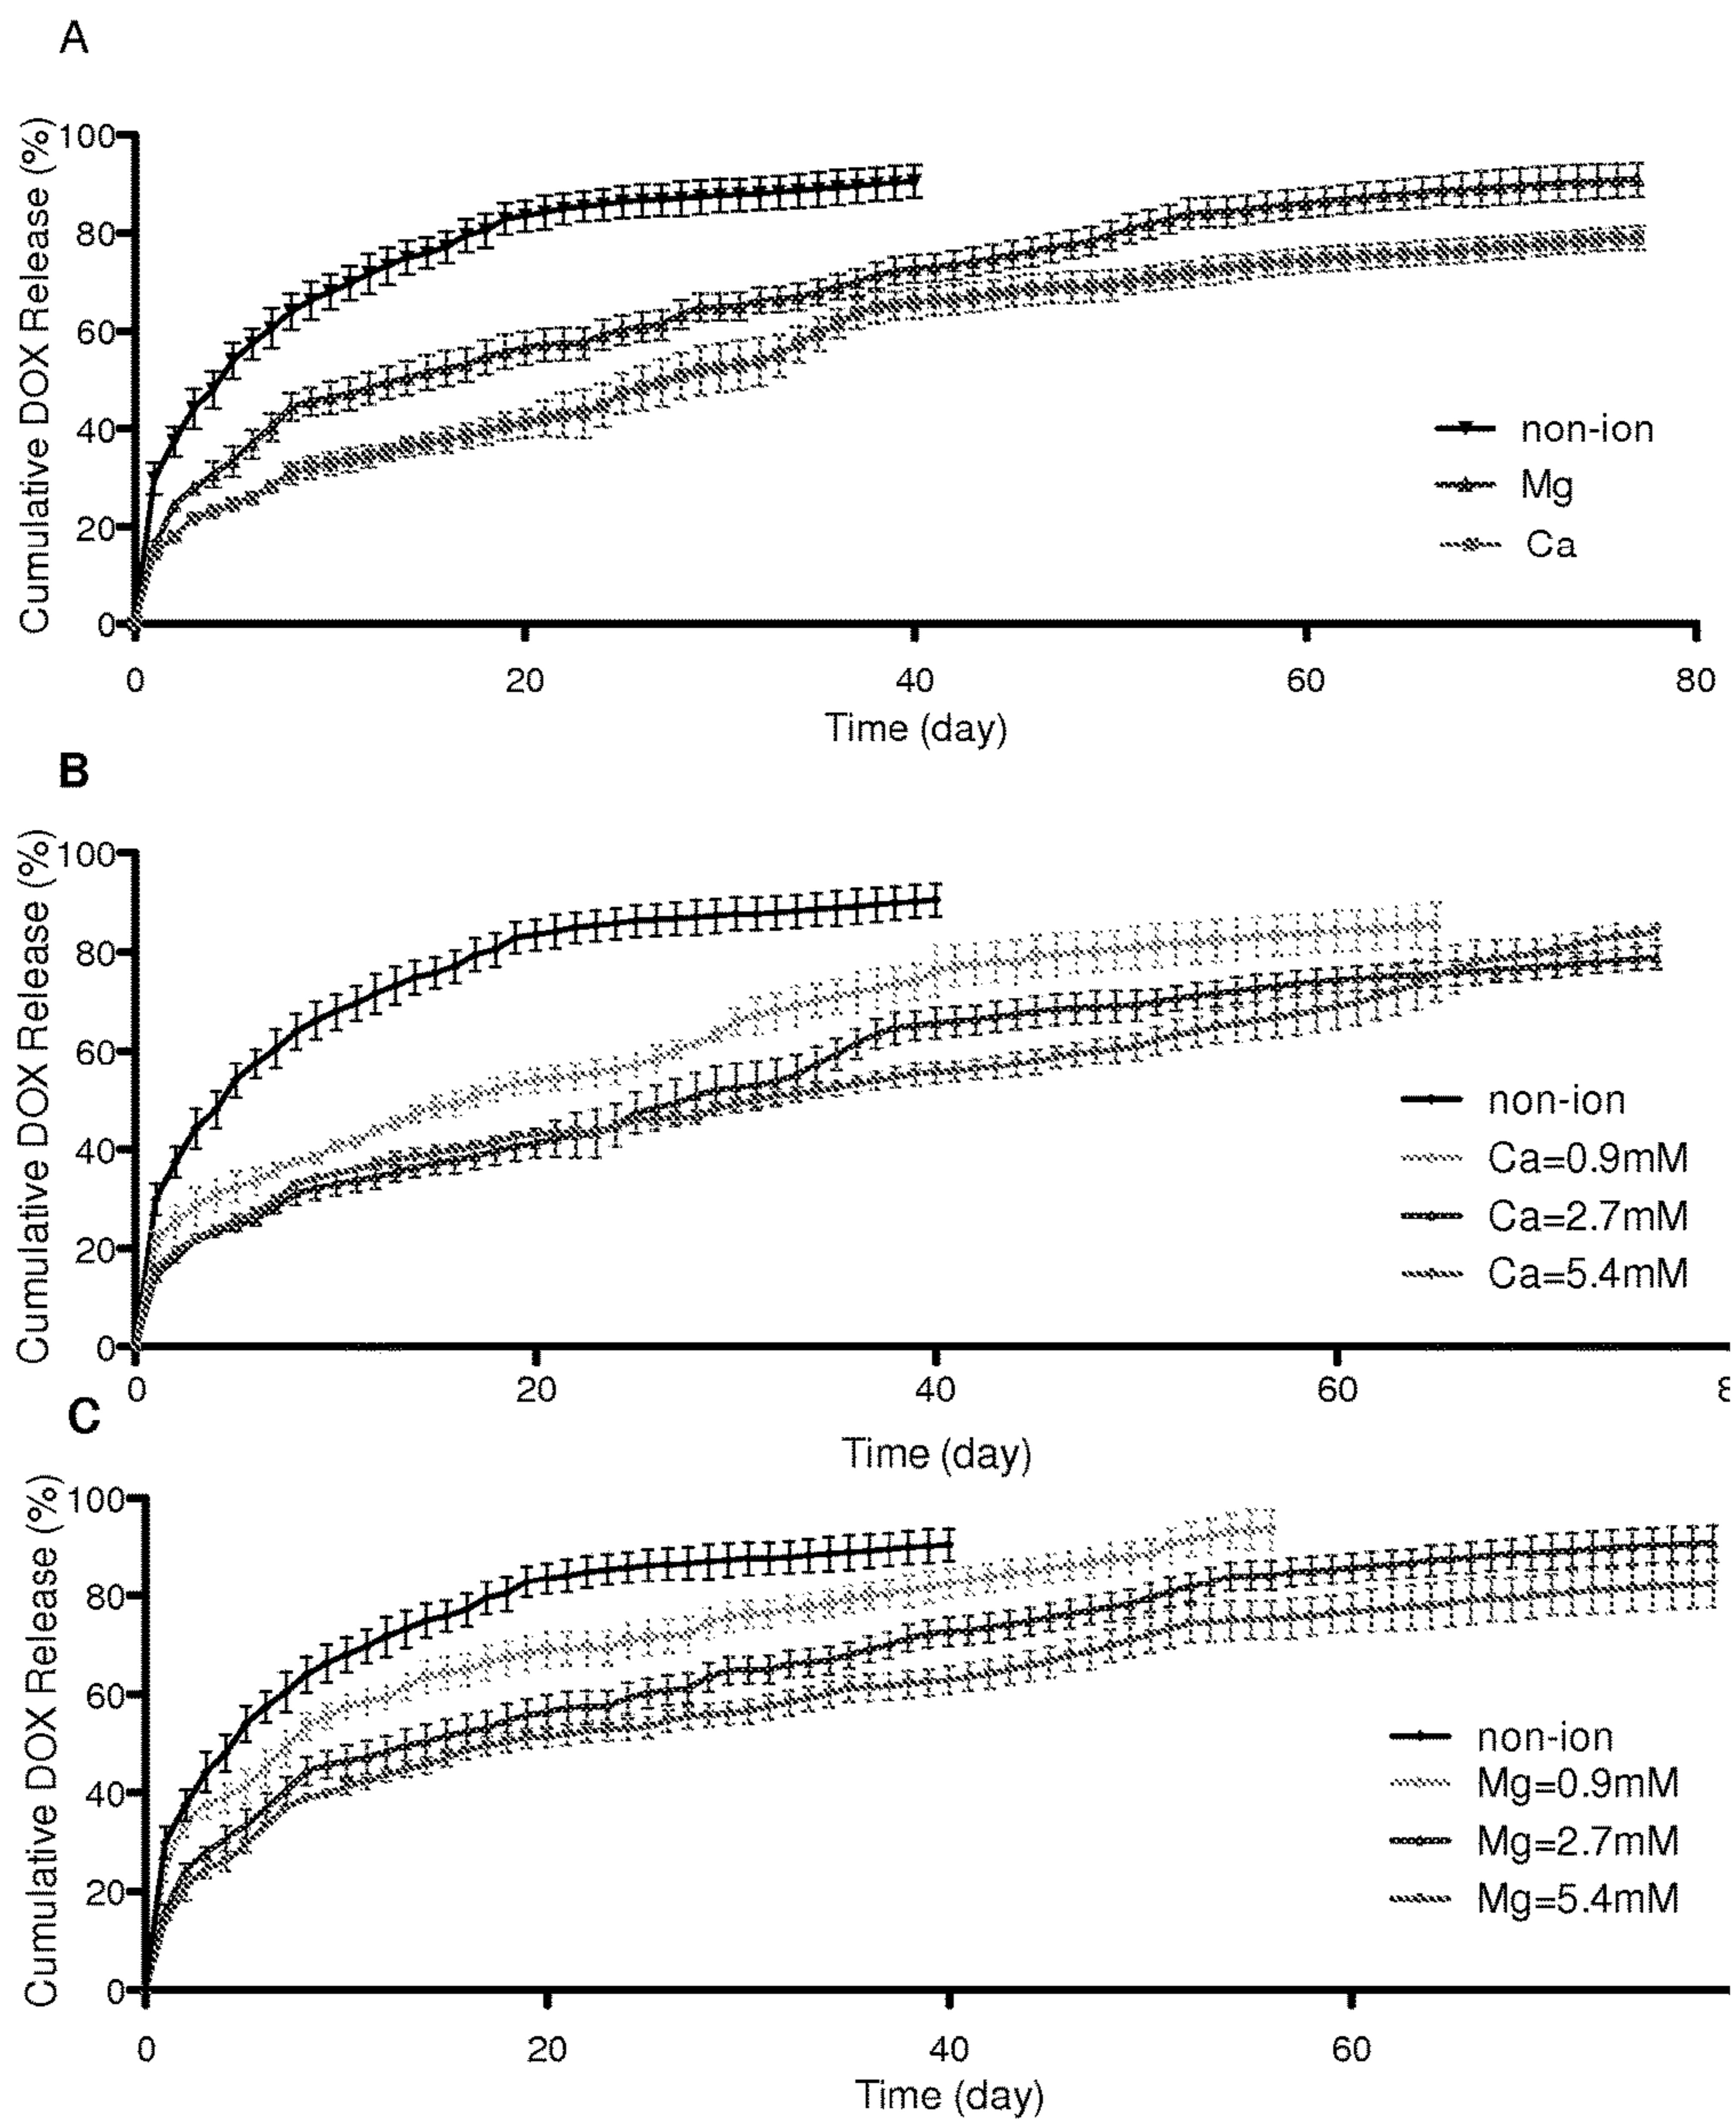 A
Cumulative DOX Release (%)
100
80
60
40
20
0
non-ion
Mg
Ca
0 20 40 60 80
Time (day)
B
Cumulative DOX Release (%)
100
80
60
40
20
0
non-ion
Ca=0.9mM
Ca=2.7mM
Ca=5.4mM
0 20 40 60
Time (day)
C
Cumulative DOX Release (%)
100
80
60
40
20
0
non-ion
Mg=0.9mM
Mg=2.7mM
Mg=5.4mM
0 20 40 60
Time (day)